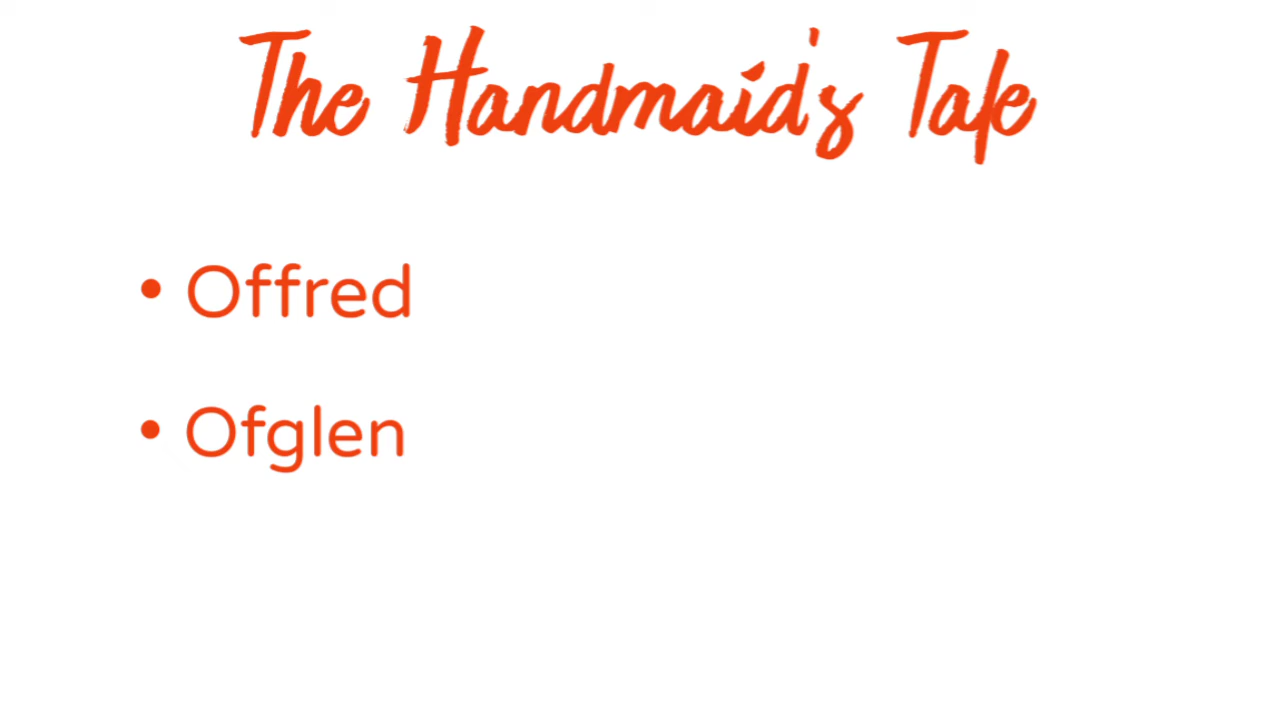 The Handmaid's Tale
• Offred
• Ofglen